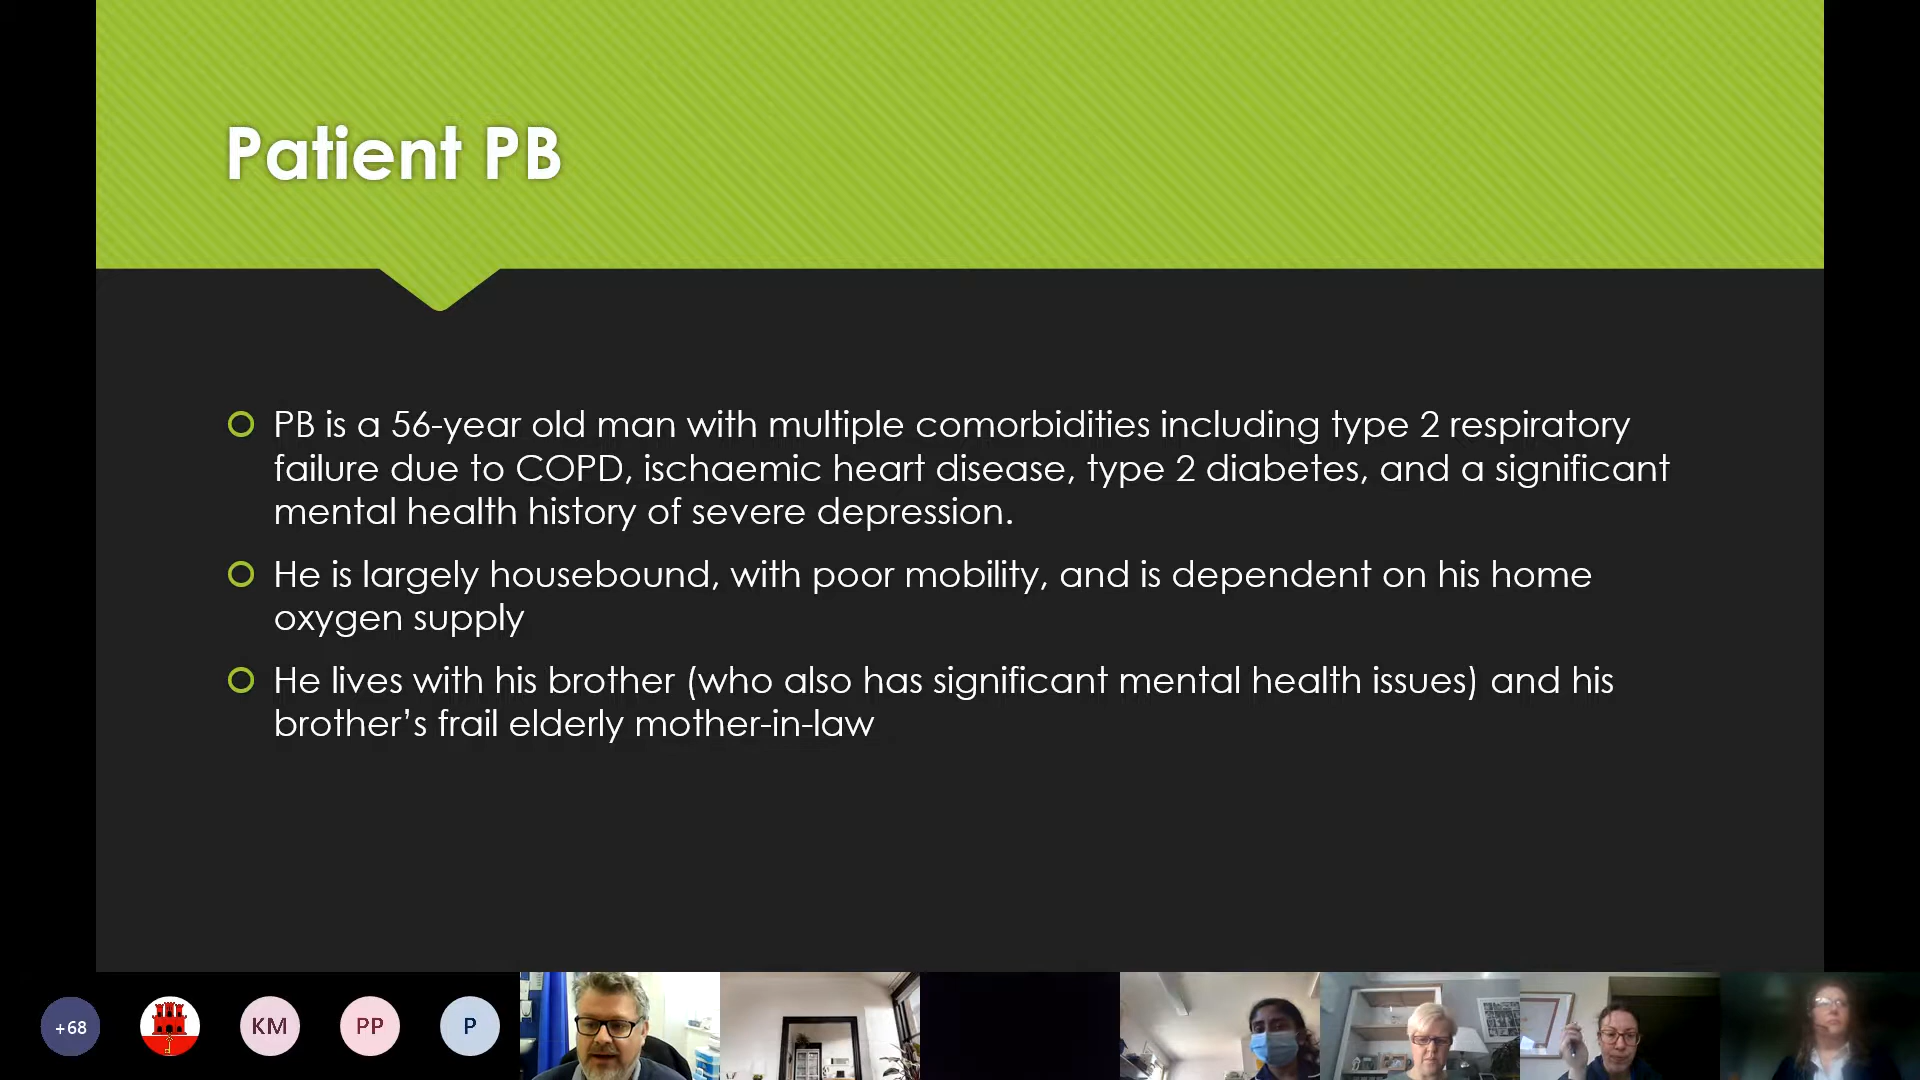 Patient PB
PB is a 56-year old man with multiple comorbidities including type 2 respiratory
failure due to COPD, ischaemic heart disease, type 2 diabetes, and a significant
mental health history of severe depression.
He is largely housebound, with poor mobility, and is dependent on his home
oxygen supply
He lives with his brother (who also has significant mental health issues) and his
brother’s frail elderly mother-in-law
+68
KM
PP
P